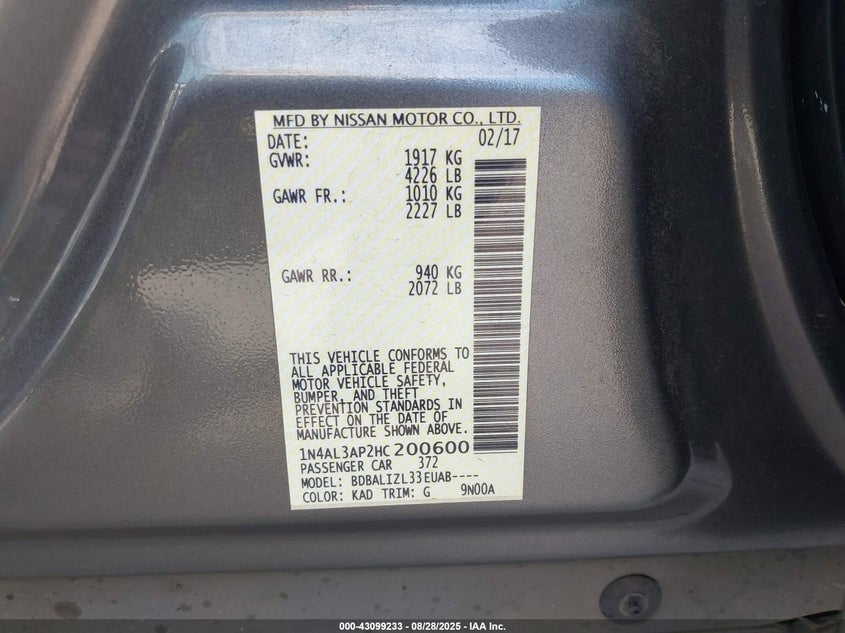 MFD BY NISSAN MOTOR CO., LTD.
DATE: 02/17
GVWR: 1917 KG
4226 LB
GAWR FR.: 1010 KG
2227 LB
GAWR RR.: 940 KG
2072 LB
THIS VEHICLE CONFORMS TO
ALL APPLICABLE FEDERAL
MOTOR VEHICLE SAFETY,
BUMPER, AND THEFT
PREVENTION STANDARDS IN
EFFECT ON THE DATE OF
MANUFACTURE SHOWN ABOVE.
1N4AL3AP2HC200600
PASSENGER CAR 372
MODEL: BDBALIZL33EUAB----
COLOR: KAD TRIM: G 9N00A
000-43099233 | 08/28/2025 - IAA Inc.